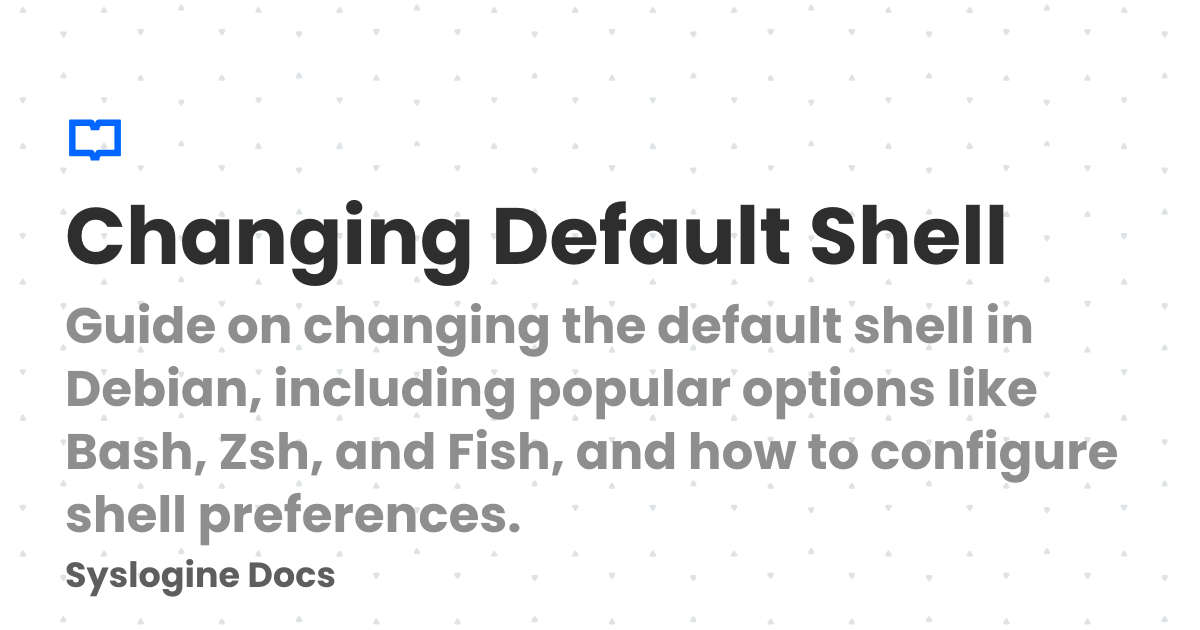 Changing Default Shell
Guide on changing the default shell in
Debian, including popular options like
Bash, Zsh, and Fish, and how to configure
shell preferences.
Syslogine Docs